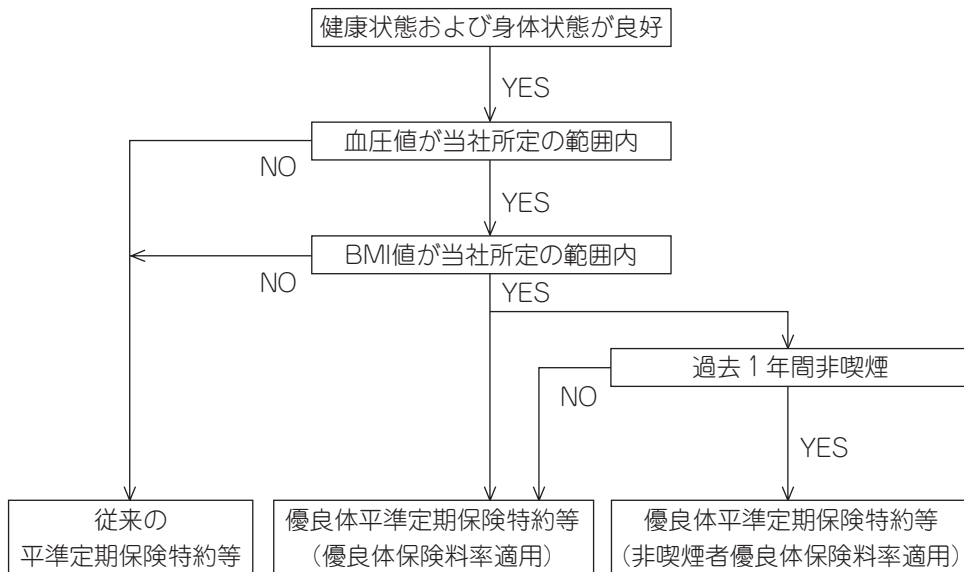 健康状態および身体状態が良好
YES
血圧値が当社所定の範囲内
NO
YES
BMI値が当社所定の範囲内
NO
YES
過去1年間非喫煙
NO
YES
従来の
平準定期保険特約等
優良体平準定期保険特約等
（優良体保険料率適用）
優良体平準定期保険特約等
（非喫煙者優良体保険料率適用）